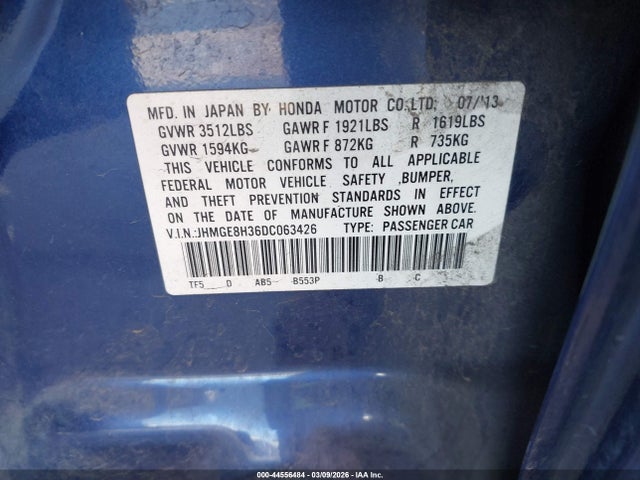 MFD. IN JAPAN BY HONDA MOTOR CO.,LTD. 07/13
GVWR 3512LBS GAWR F 1921LBS R 1619LBS
GVWR 1594KG GAWR F 872KG R 735KG
THIS VEHICLE CONFORMS TO ALL APPLICABLE
FEDERAL MOTOR VEHICLE SAFETY ,BUMPER,
AND THEFT PREVENTION STANDARDS IN EFFECT
ON THE DATE OF MANUFACTURE SHOWN ABOVE.
V.I.N.:JHMGE8H36DC063426 TYPE: PASSENGER CAR
TF5 D AB5 B553P B C
000-44556484 | 03/09/2026 | IAA Inc.